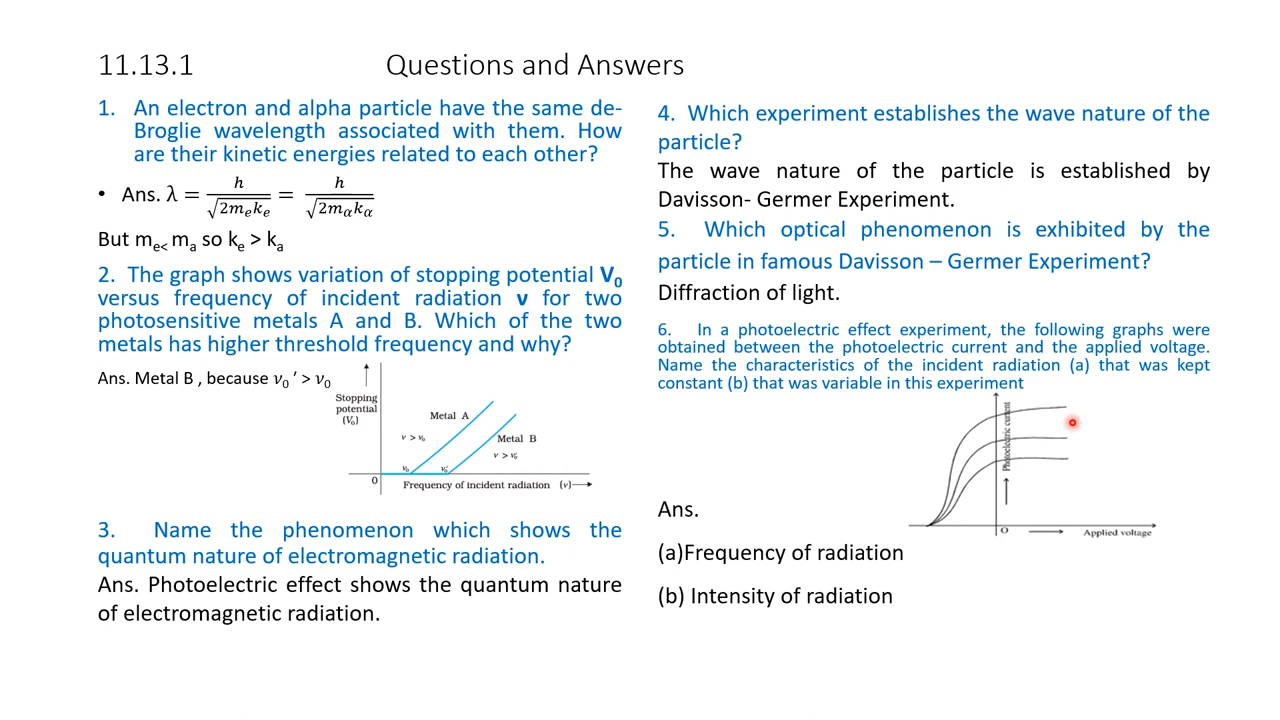 11.13.1 Questions and Answers
1. An electron and alpha particle have the same de-
Broglie wavelength associated with them. How
are their kinetic energies related to each other?
• Ans. λ = h/√(2mₑkₑ) = h/√(2m_αk_α)
But me< ma so ke > ka
2. The graph shows variation of stopping potential V0
versus frequency of incident radiation ν for two
photosensitive metals A and B. Which of the two
metals has higher threshold frequency and why?
Ans. Metal B , because ν0 ′ > ν0
Stopping
potential
(V0)
Metal A
ν > ν0
Metal B
ν > ν0′
ν0
ν0′
0
Frequency of incident radiation (ν)
3. Name the phenomenon which shows the
quantum nature of electromagnetic radiation.
Ans. Photoelectric effect shows the quantum nature
of electromagnetic radiation.
4. Which experiment establishes the wave nature of the
particle?
The wave nature of the particle is established by
Davisson- Germer Experiment.
5. Which optical phenomenon is exhibited by the
particle in famous Davisson – Germer Experiment?
Diffraction of light.
6. In a photoelectric effect experiment, the following graphs were
obtained between the photoelectric current and the applied voltage.
Name the characteristics of the incident radiation (a) that was kept
constant (b) that was variable in this experiment
Photoelectric current
O
Applied voltage
Ans.
(a)Frequency of radiation
(b) Intensity of radiation